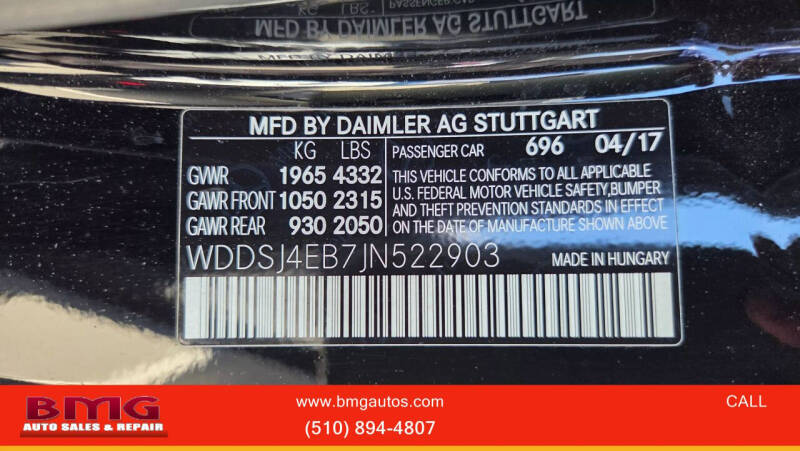 MFD BY DAIMLER AG STUTTGART
KG LBS PASSENGER CAR 696 04/17
GWR 1965 4332
GAWR FRONT 1050 2315
GAWR REAR 930 2050
THIS VEHICLE CONFORMS TO ALL APPLICABLE
U.S. FEDERAL MOTOR VEHICLE SAFETY, BUMPER
AND THEFT PREVENTION STANDARDS IN EFFECT
ON THE DATE OF MANUFACTURE SHOWN ABOVE
WDDSJ4EB7JN522903
MADE IN HUNGARY
BMG
AUTO SALES & REPAIR
www.bmgautos.com
(510) 894-4807
CALL